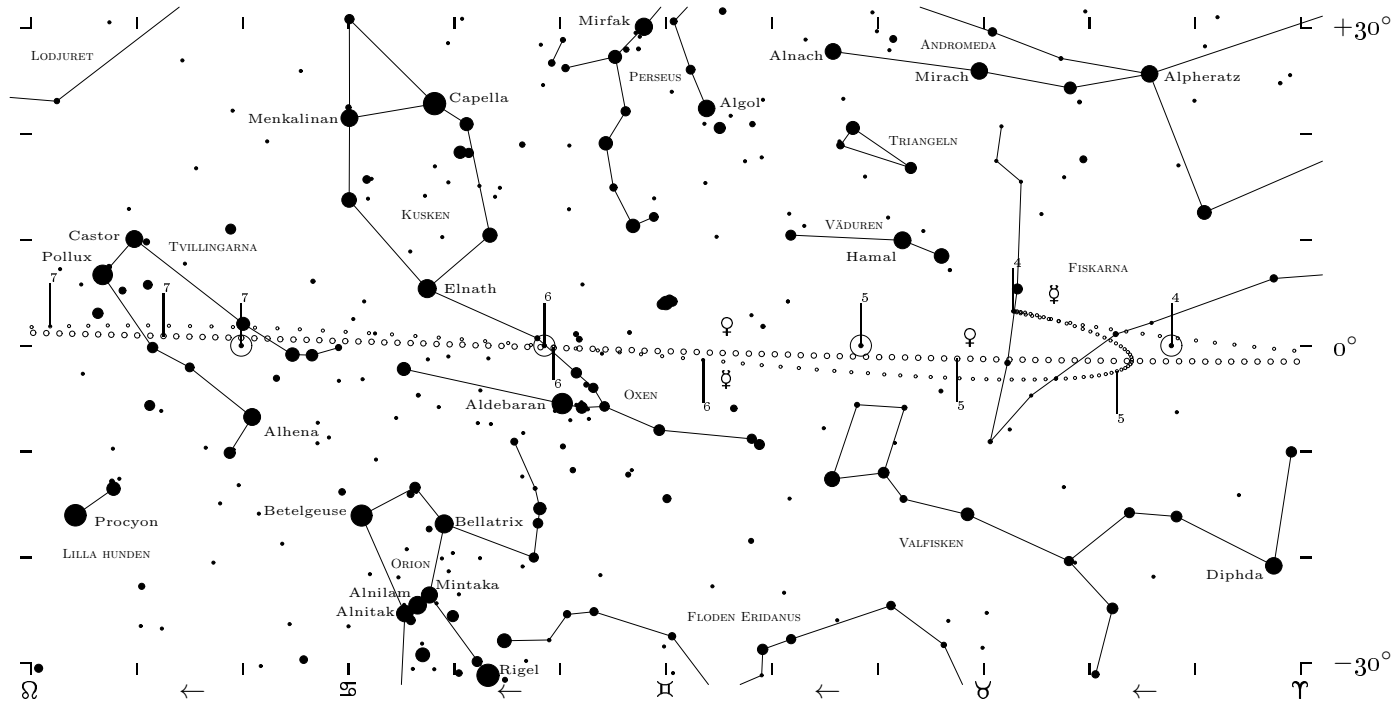 +30°
Mirfak
Lodjuret
Andromeda
Alnach
Mirach
Alpheratz
Perseus
Capella
Algol
Menkalinan
Triangeln
Kusken
Väduren
Castor
Tvillingarna
Pollux
Hamal
Fiskarna
4
☿
7
7
7
Elnath
6
5
4
♀
♀
0°
☿
6
Oxen
6
5
5
Aldebaran
Alhena
Betelgeuse
Procyon
Bellatrix
Valfisken
Lilla hunden
Orion
Diphda
Mintaka
Alnilam
Alnitak
Floden Eridanus
Rigel
−30°
♌ ← ♋ ← ♊ ← ♉ ← ♈